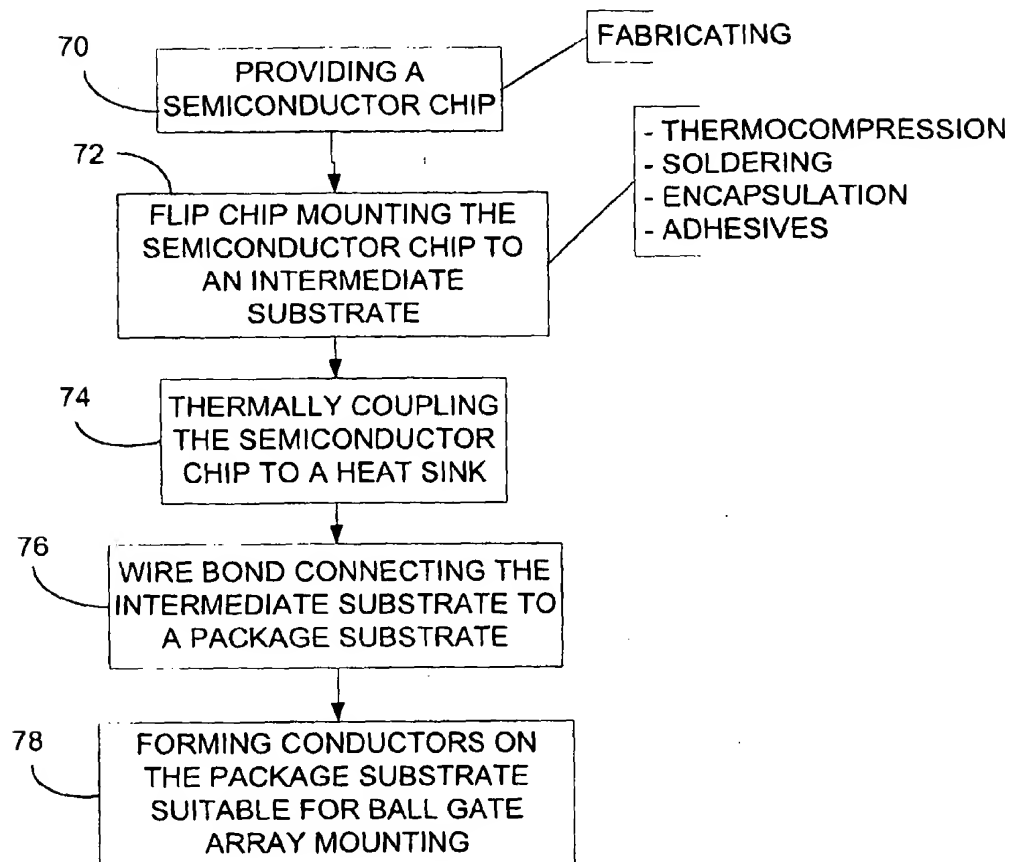 70
PROVIDING A
SEMICONDUCTOR CHIP
FABRICATING
72
FLIP CHIP MOUNTING THE
SEMICONDUCTOR CHIP TO
AN INTERMEDIATE
SUBSTRATE
- THERMOCOMPRESSION
- SOLDERING
- ENCAPSULATION
- ADHESIVES
74
THERMALLY COUPLING
THE SEMICONDUCTOR
CHIP TO A HEAT SINK
76
WIRE BOND CONNECTING THE
INTERMEDIATE SUBSTRATE TO
A PACKAGE SUBSTRATE
78
FORMING CONDUCTORS ON
THE PACKAGE SUBSTRATE
SUITABLE FOR BALL GATE
ARRAY MOUNTING